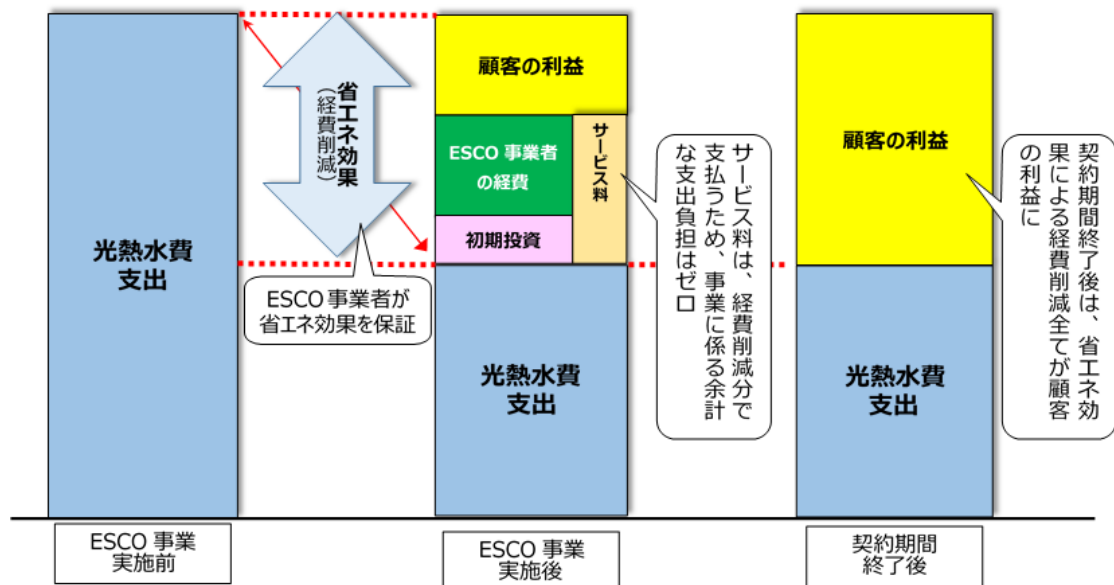 光熱水費
支出
省エネ効果
（経費削減）
ESCO 事業者が
省エネ効果を保証
顧客の利益
ESCO 事業者
の経費
初期投資
サービス料
光熱水費
支出
サービス料は、経費削減分で
支払うため、事業に係る余計
な支出負担はゼロ
顧客の利益
光熱水費
支出
契約期間終了後は、省エネ効
果による経費削減全てが顧客
の利益に
ESCO 事業
実施前
ESCO 事業
実施後
契約期間
終了後